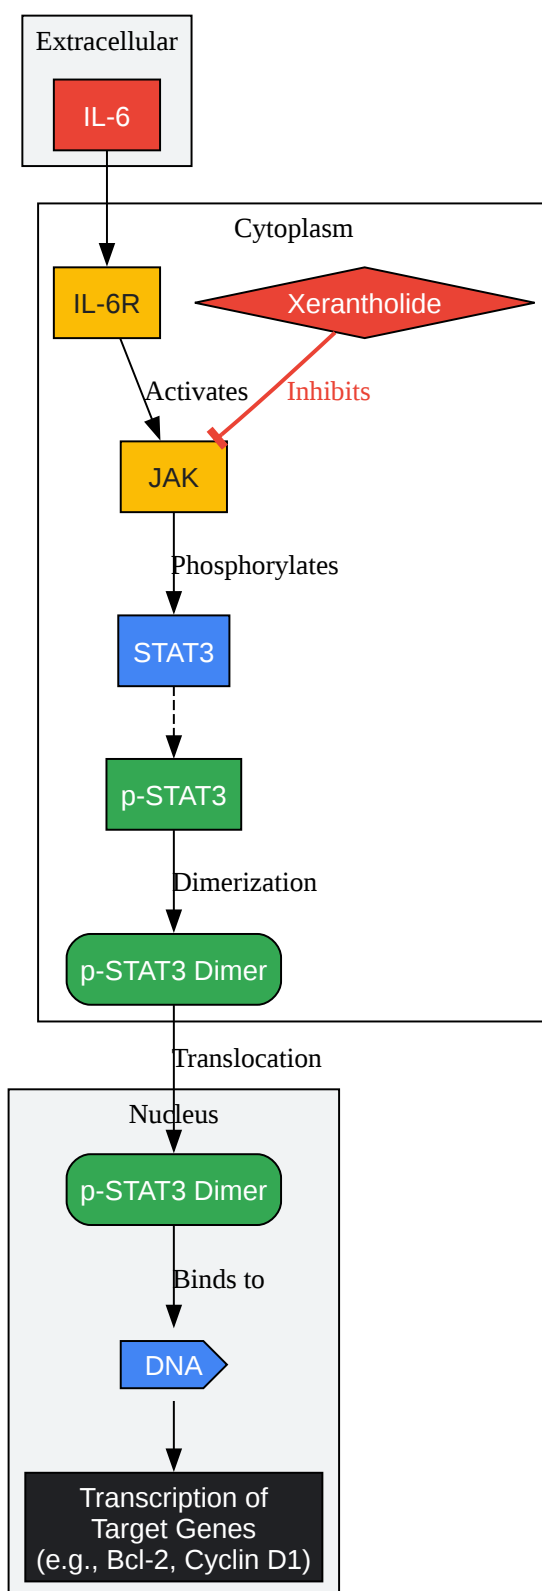 Extracellular
IL-6
Cytoplasm
IL-6R
Xerantholide
Activates
Inhibits
JAK
Phosphorylates
STAT3
p-STAT3
Dimerization
p-STAT3 Dimer
Translocation
Nucleus
p-STAT3 Dimer
Binds to
DNA
Transcription of
Target Genes
(e.g., Bcl-2, Cyclin D1)